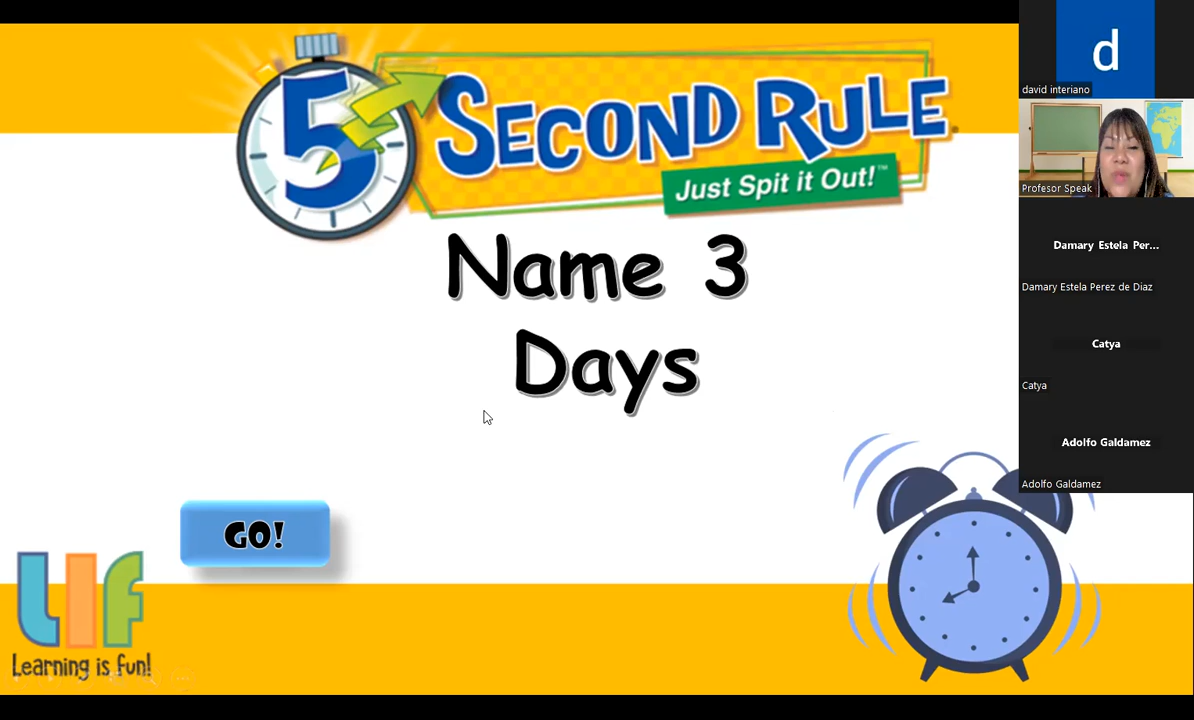 5 SECOND RULE
Just Spit it Out!™
Name 3
Days
GO!
LIF
Learning is fun!
d
david interiano
Profesor Speak
Damary Estela Per...
Damary Estela Perez de Diaz
Catya
Catya
Adolfo Galdamez
Adolfo Galdamez